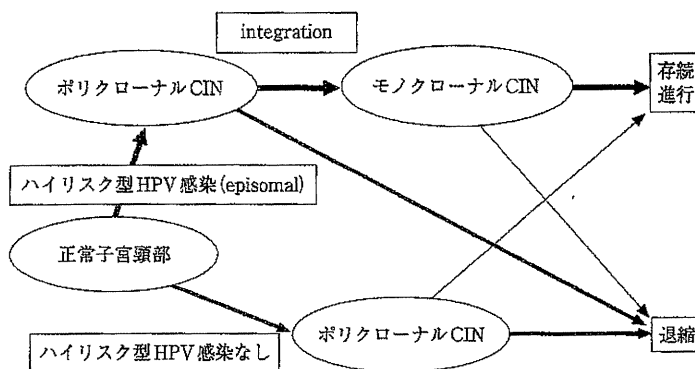 integration
ポリクローナルCIN
モノクローナルCIN
存続
進行
ハイリスク型HPV感染(episomal)
正常子宮頸部
ハイリスク型HPV感染なし
ポリクローナルCIN
退縮